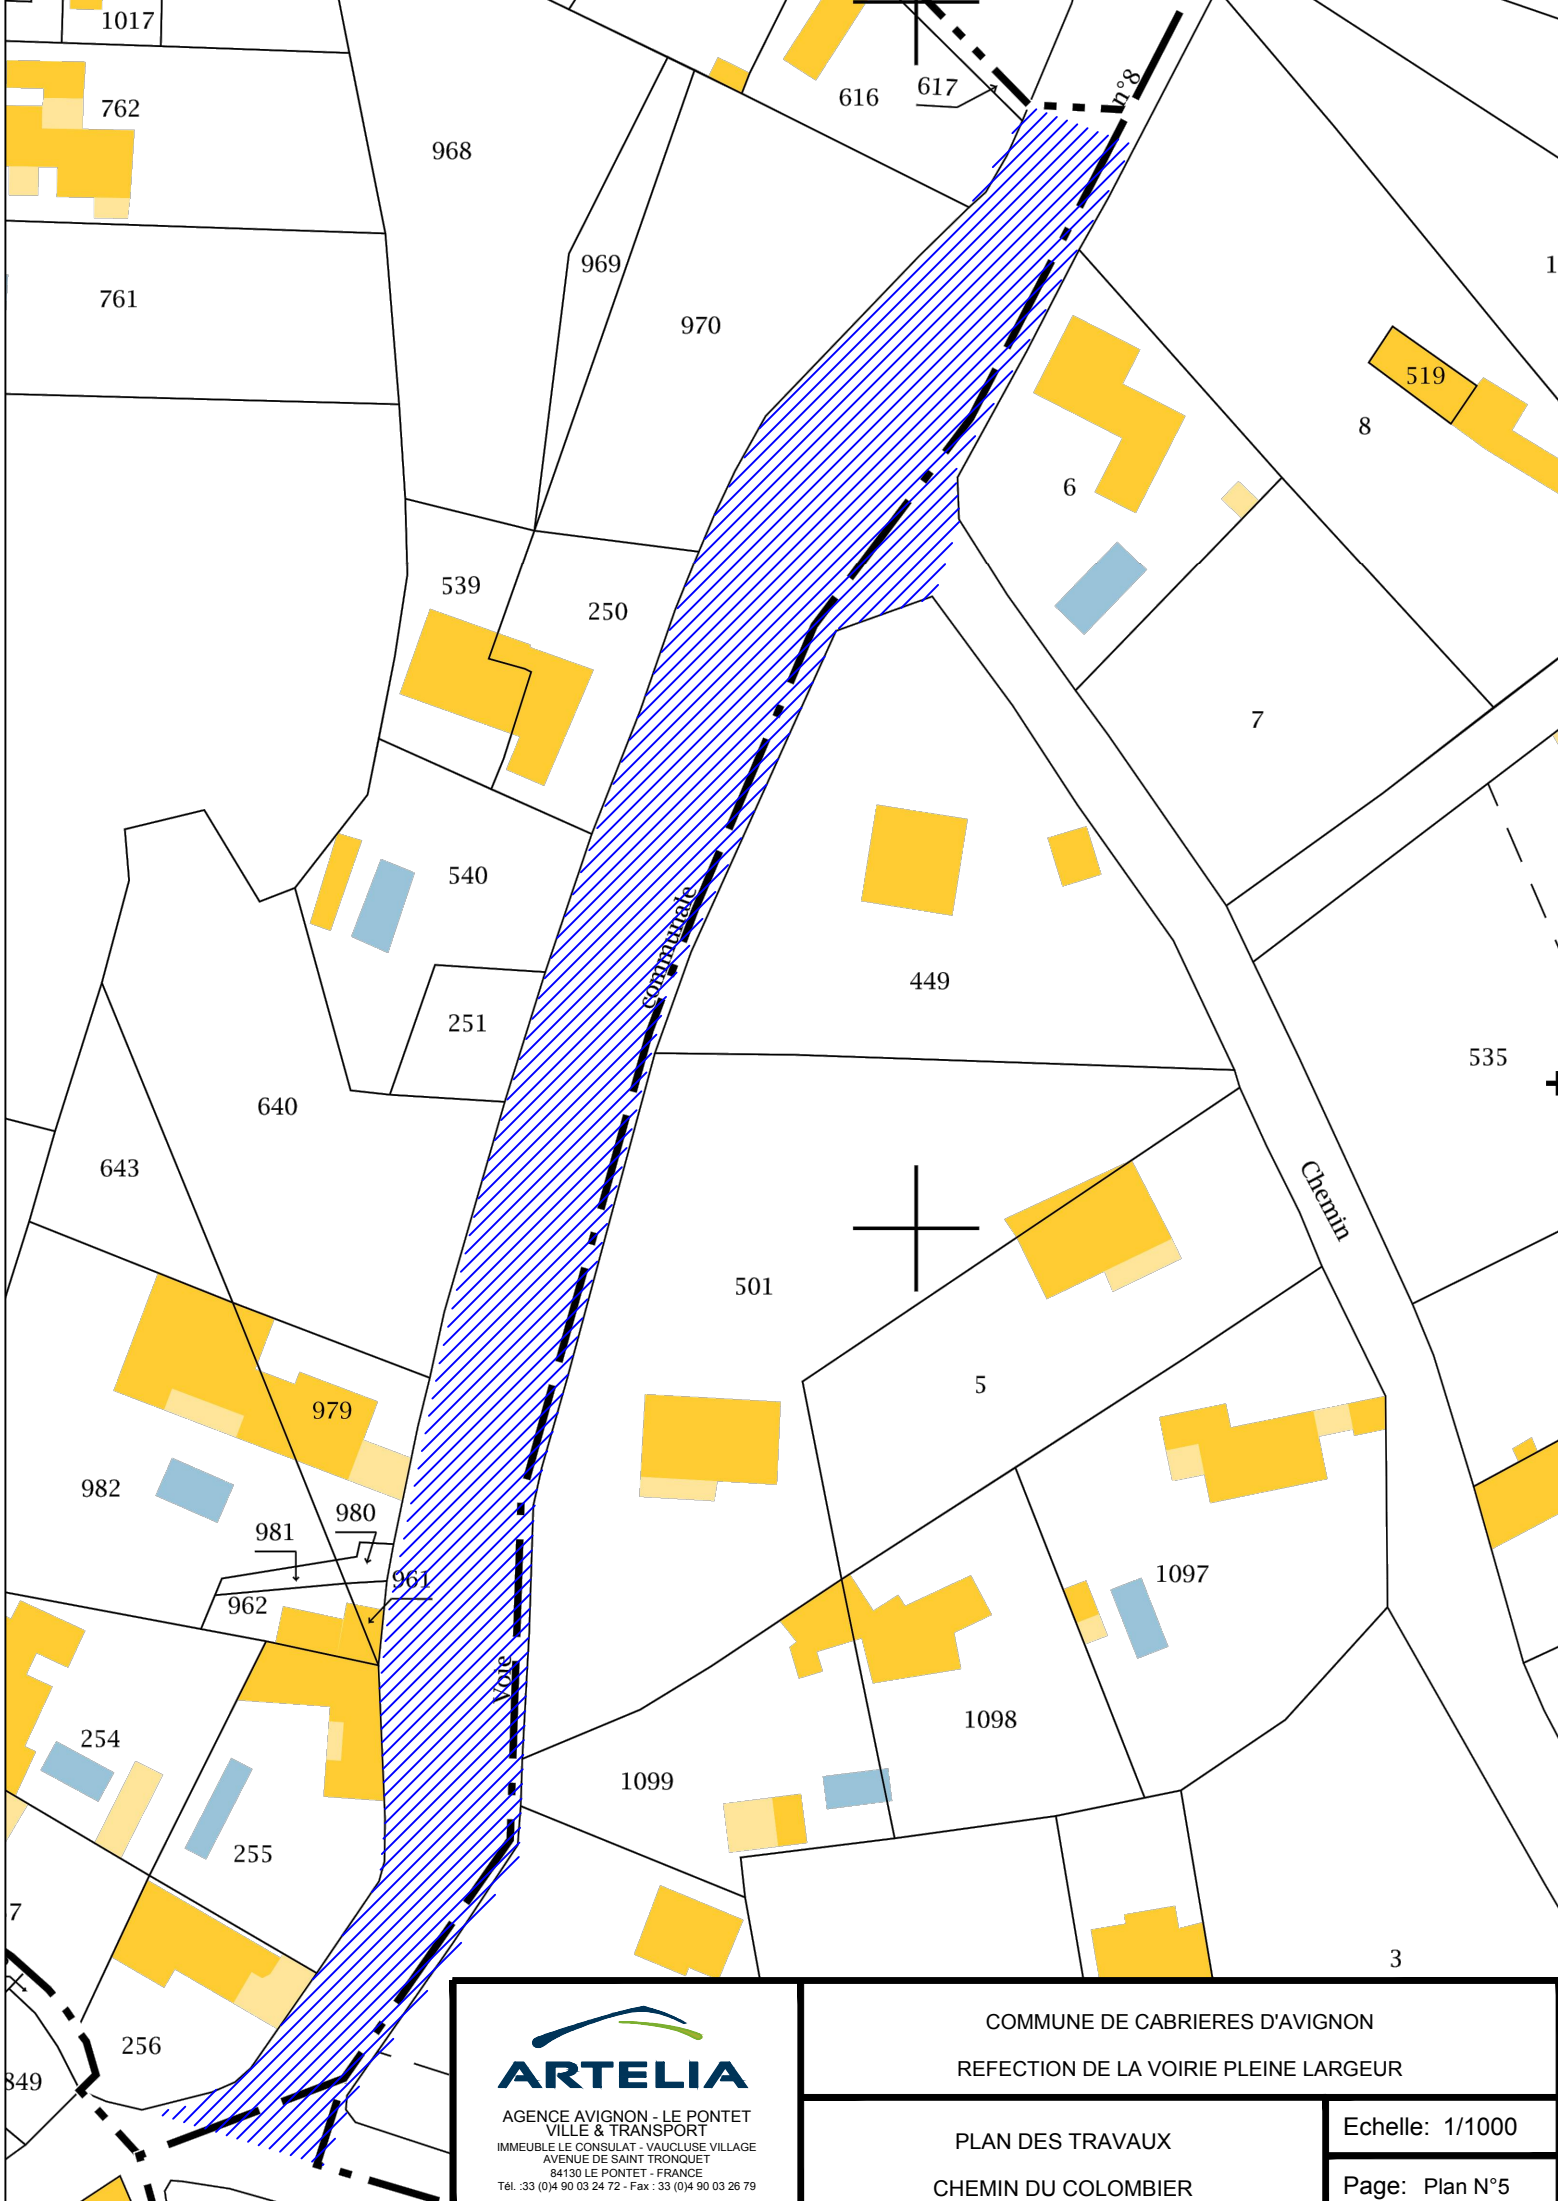 1017
762
968
616
617
n°8
969
761
970
1
519
8
6
539
250
7
540
communale
449
251
535
640
643
Chemin
501
5
979
982
980
981
961
962
1097
Voie
254
1098
1099
255
7
3
256
849
ARTELIA
AGENCE AVIGNON - LE PONTET
VILLE & TRANSPORT
IMMEUBLE LE CONSULAT - VAUCLUSE VILLAGE
AVENUE DE SAINT TRONQUET
84130 LE PONTET - FRANCE
Tél. :33 (0)4 90 03 24 72 - Fax : 33 (0)4 90 03 26 79
COMMUNE DE CABRIERES D'AVIGNON
REFECTION DE LA VOIRIE PLEINE LARGEUR
PLAN DES TRAVAUX
CHEMIN DU COLOMBIER
Echelle: 1/1000
Page: Plan N°5